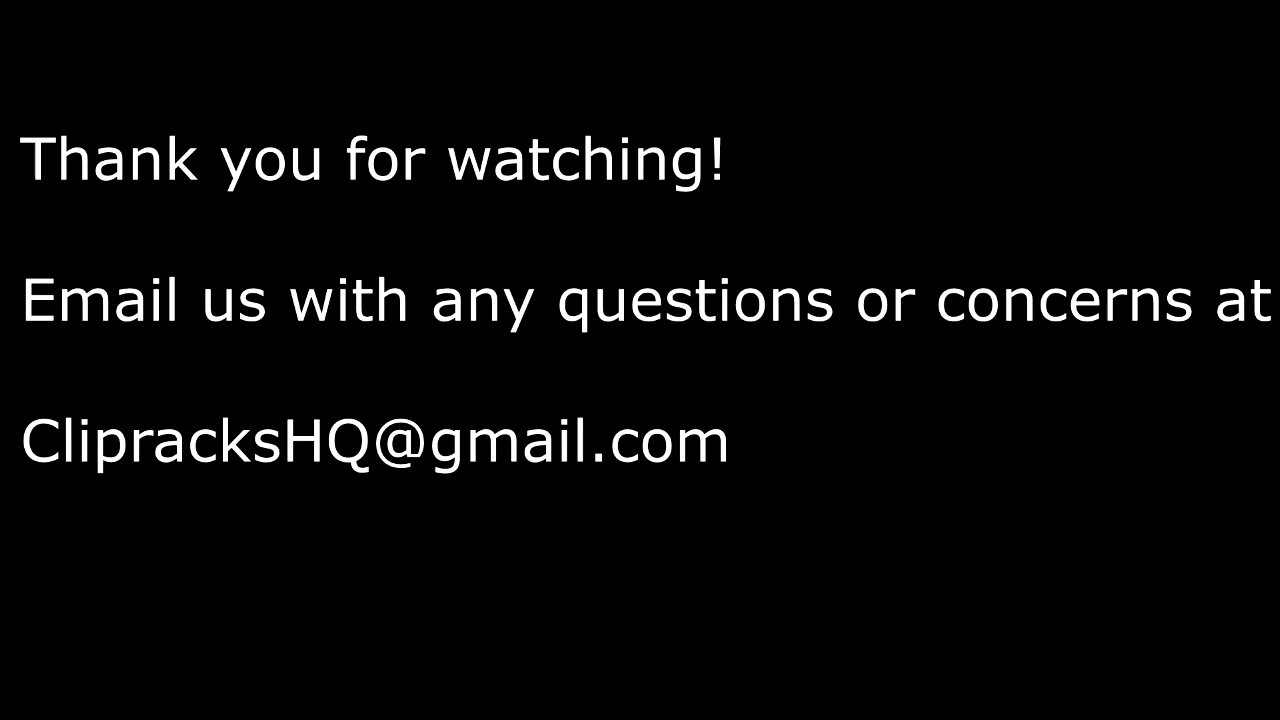 Thank you for watching!
Email us with any questions or concerns at
ClipracksHQ@gmail.com